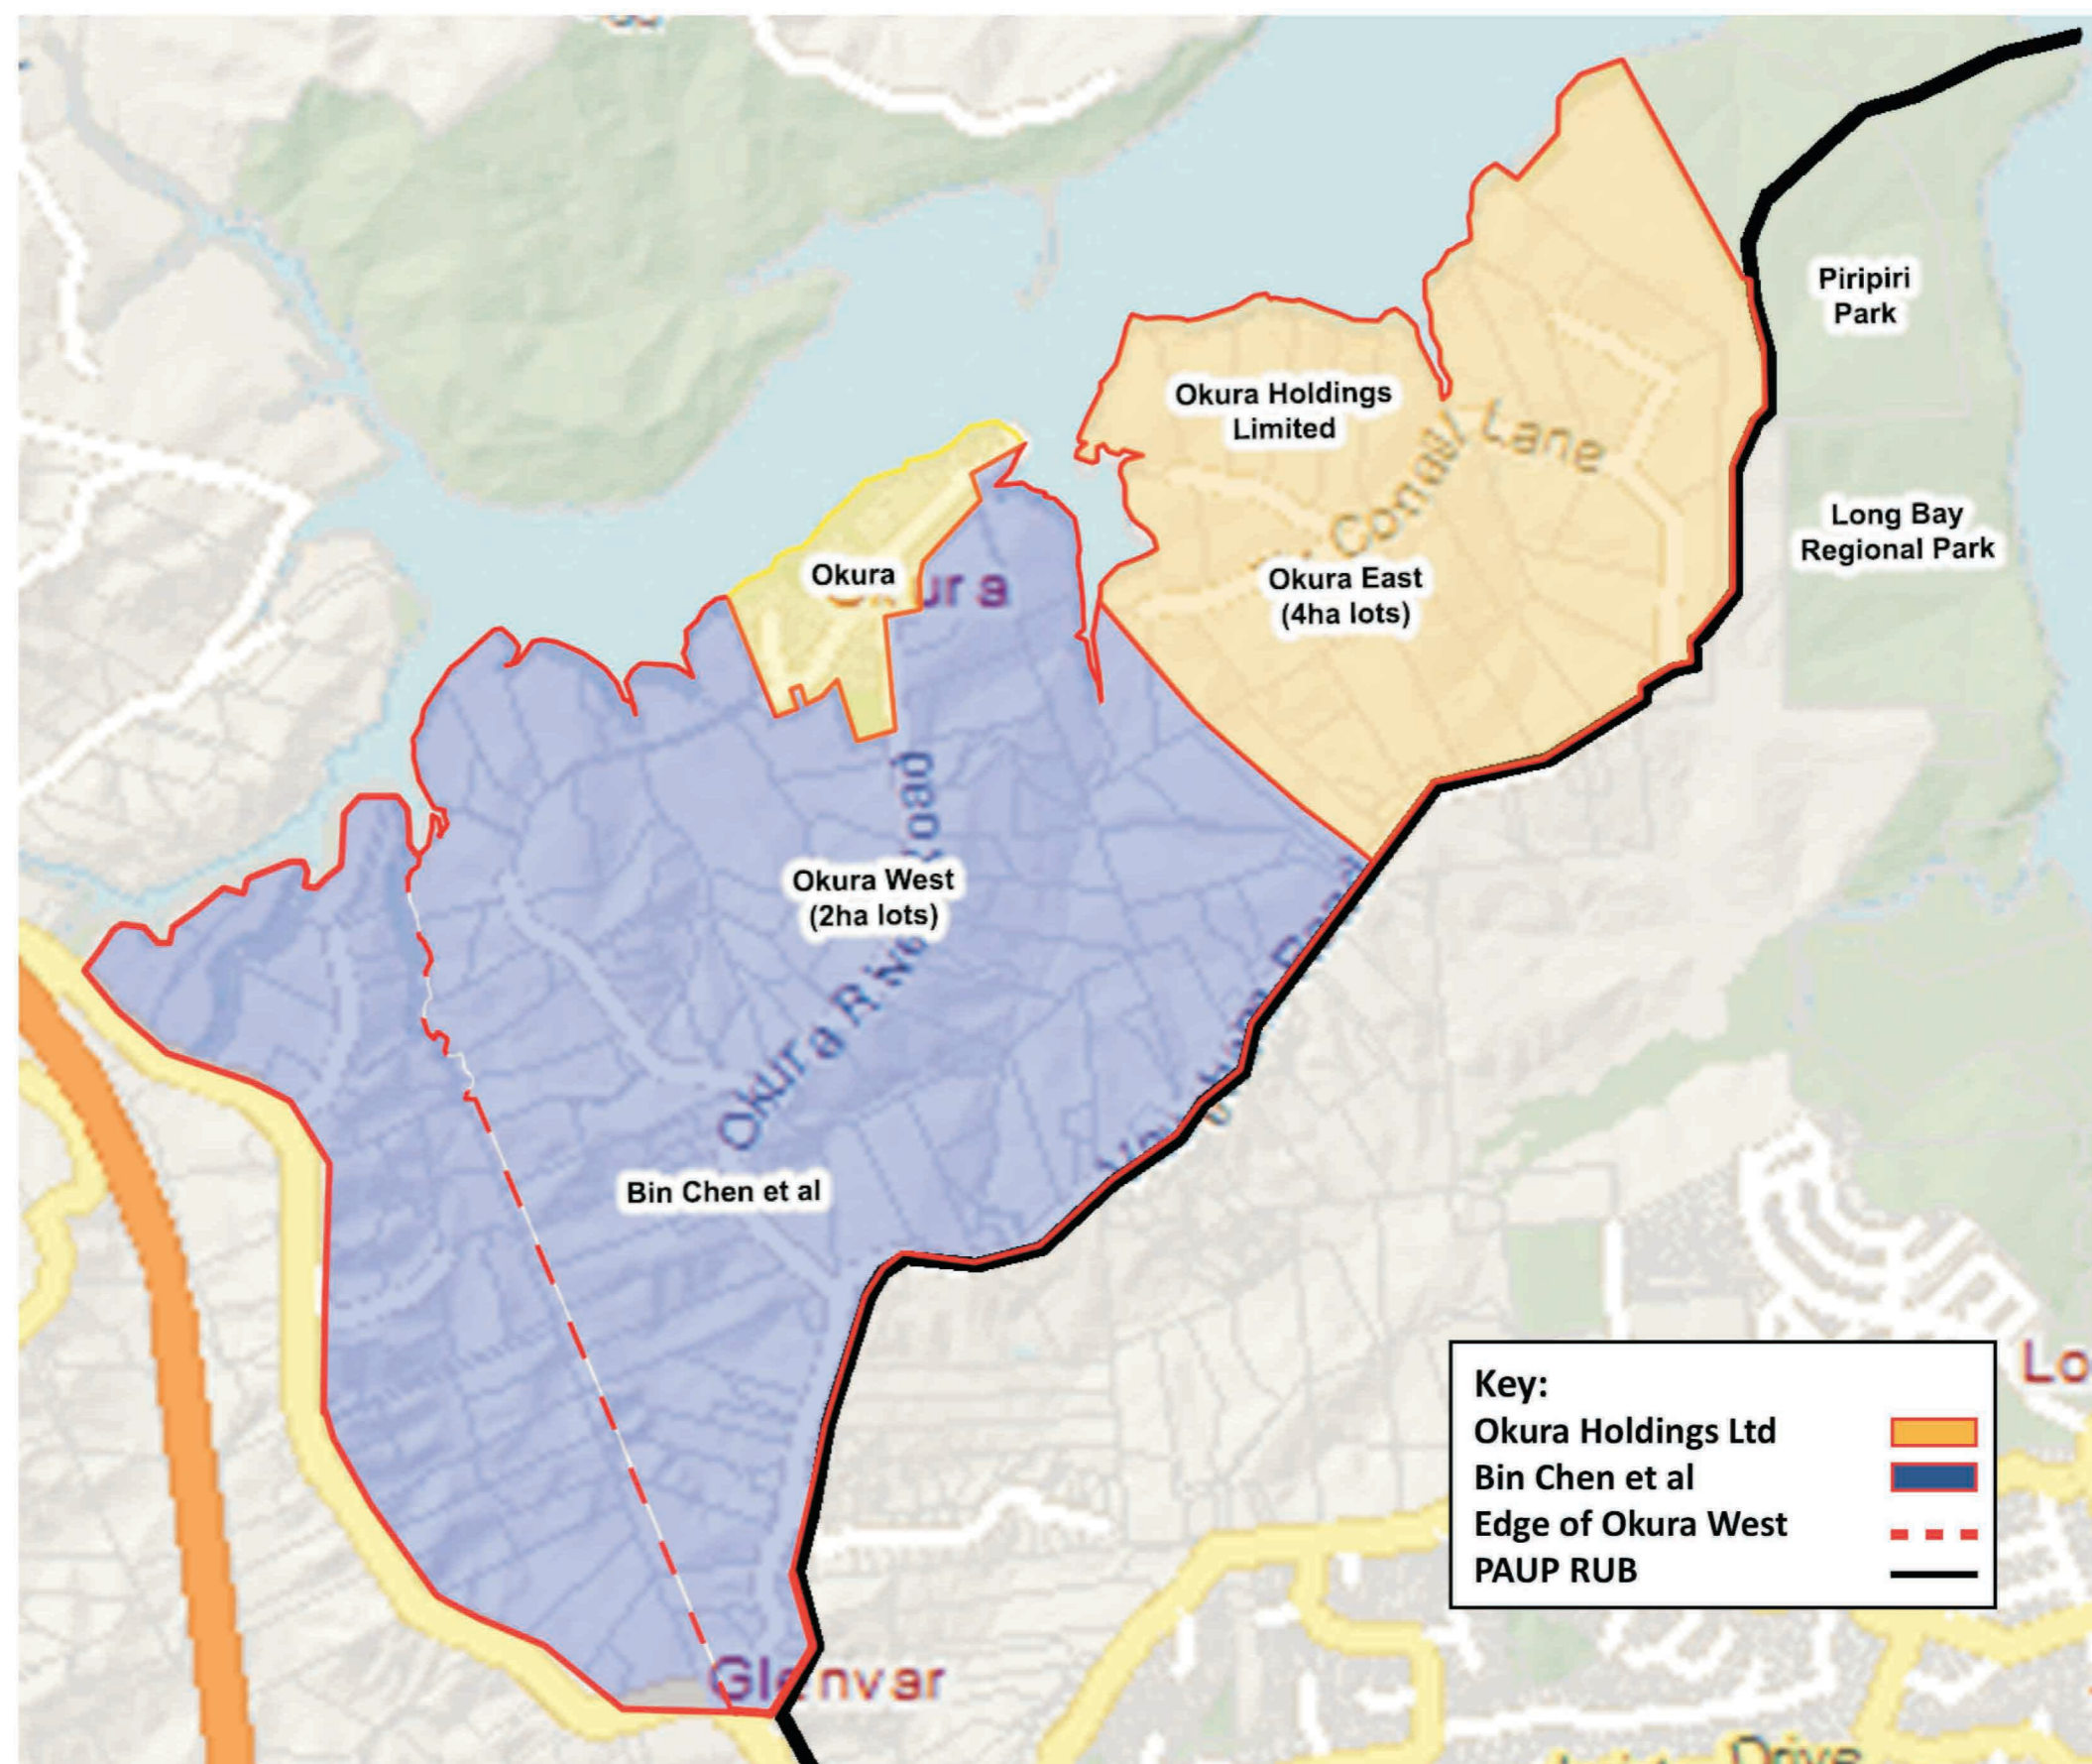 Piripiri
Park
Okura Holdings
Limited
Lane
Long Bay
Regional Park
Okura
Okura East
(4ha lots)
Okura West
(2ha lots)
Bin Chen et al
Glenvar
Key:
Okura Holdings Ltd
Bin Chen et al
Edge of Okura West
PAUP RUB
Lo
Drive